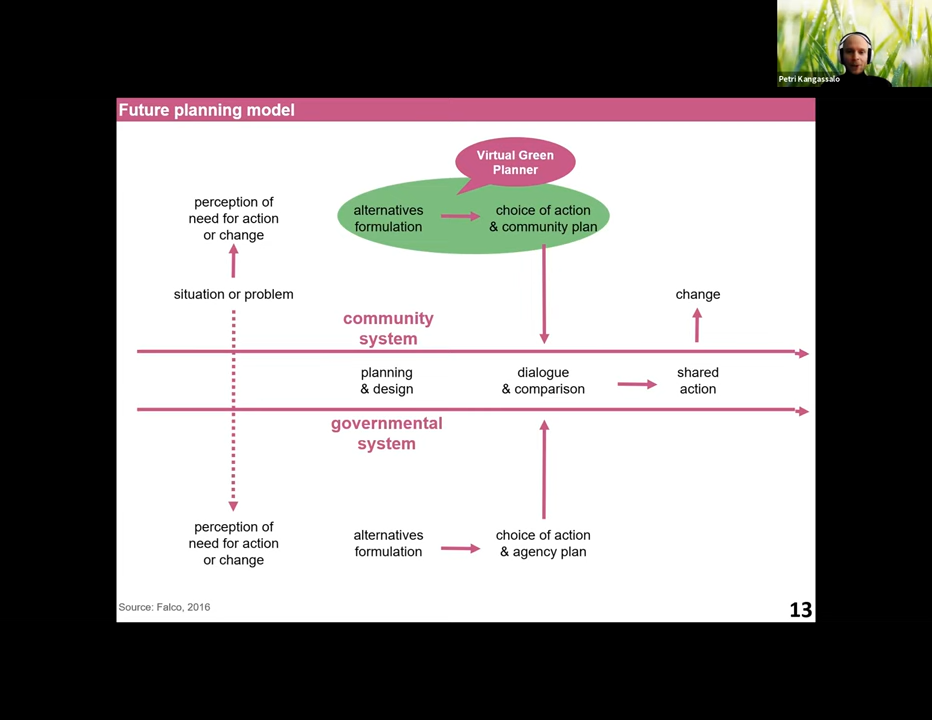 Petri Kangassalo
Future planning model
Virtual Green
Planner
perception of
need for action
or change
alternatives
formulation
choice of action
& community plan
situation or problem
change
community
system
planning
& design
dialogue
& comparison
shared
action
governmental
system
perception of
need for action
or change
alternatives
formulation
choice of action
& agency plan
Source: Falco, 2016
13